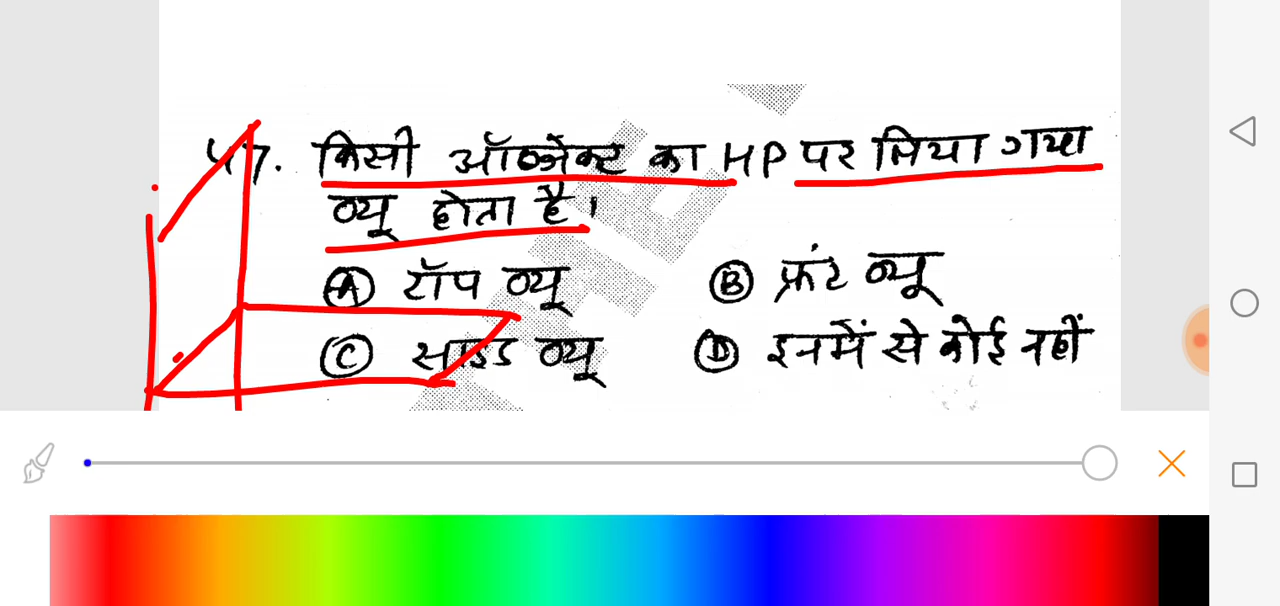 47. किसी ऑब्जेक्ट का HP पर लिया गया
व्यू होता है।
(A) टॉप व्यू (B) फ्रंट व्यू
(C) साइड व्यू (D) इनमें से कोई नहीं